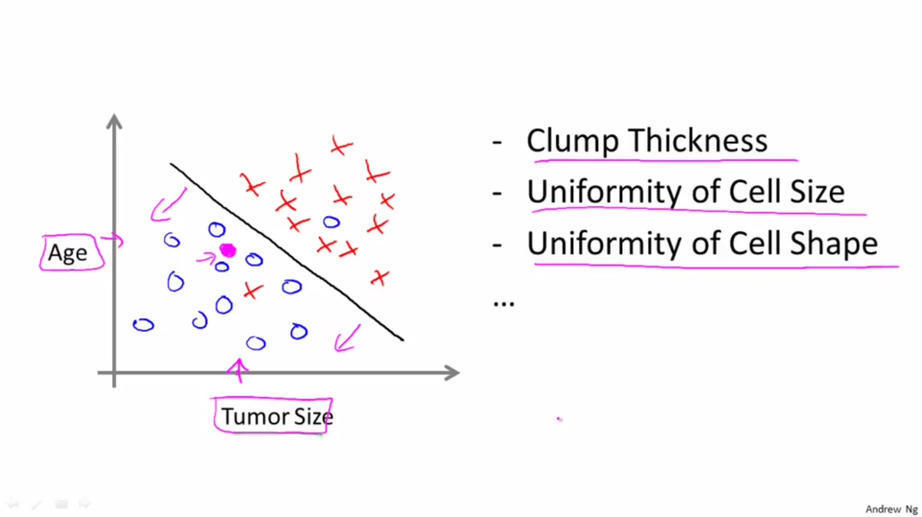 - Clump Thickness
- Uniformity of Cell Size
- Uniformity of Cell Shape
...
Age
Tumor Size
Andrew Ng